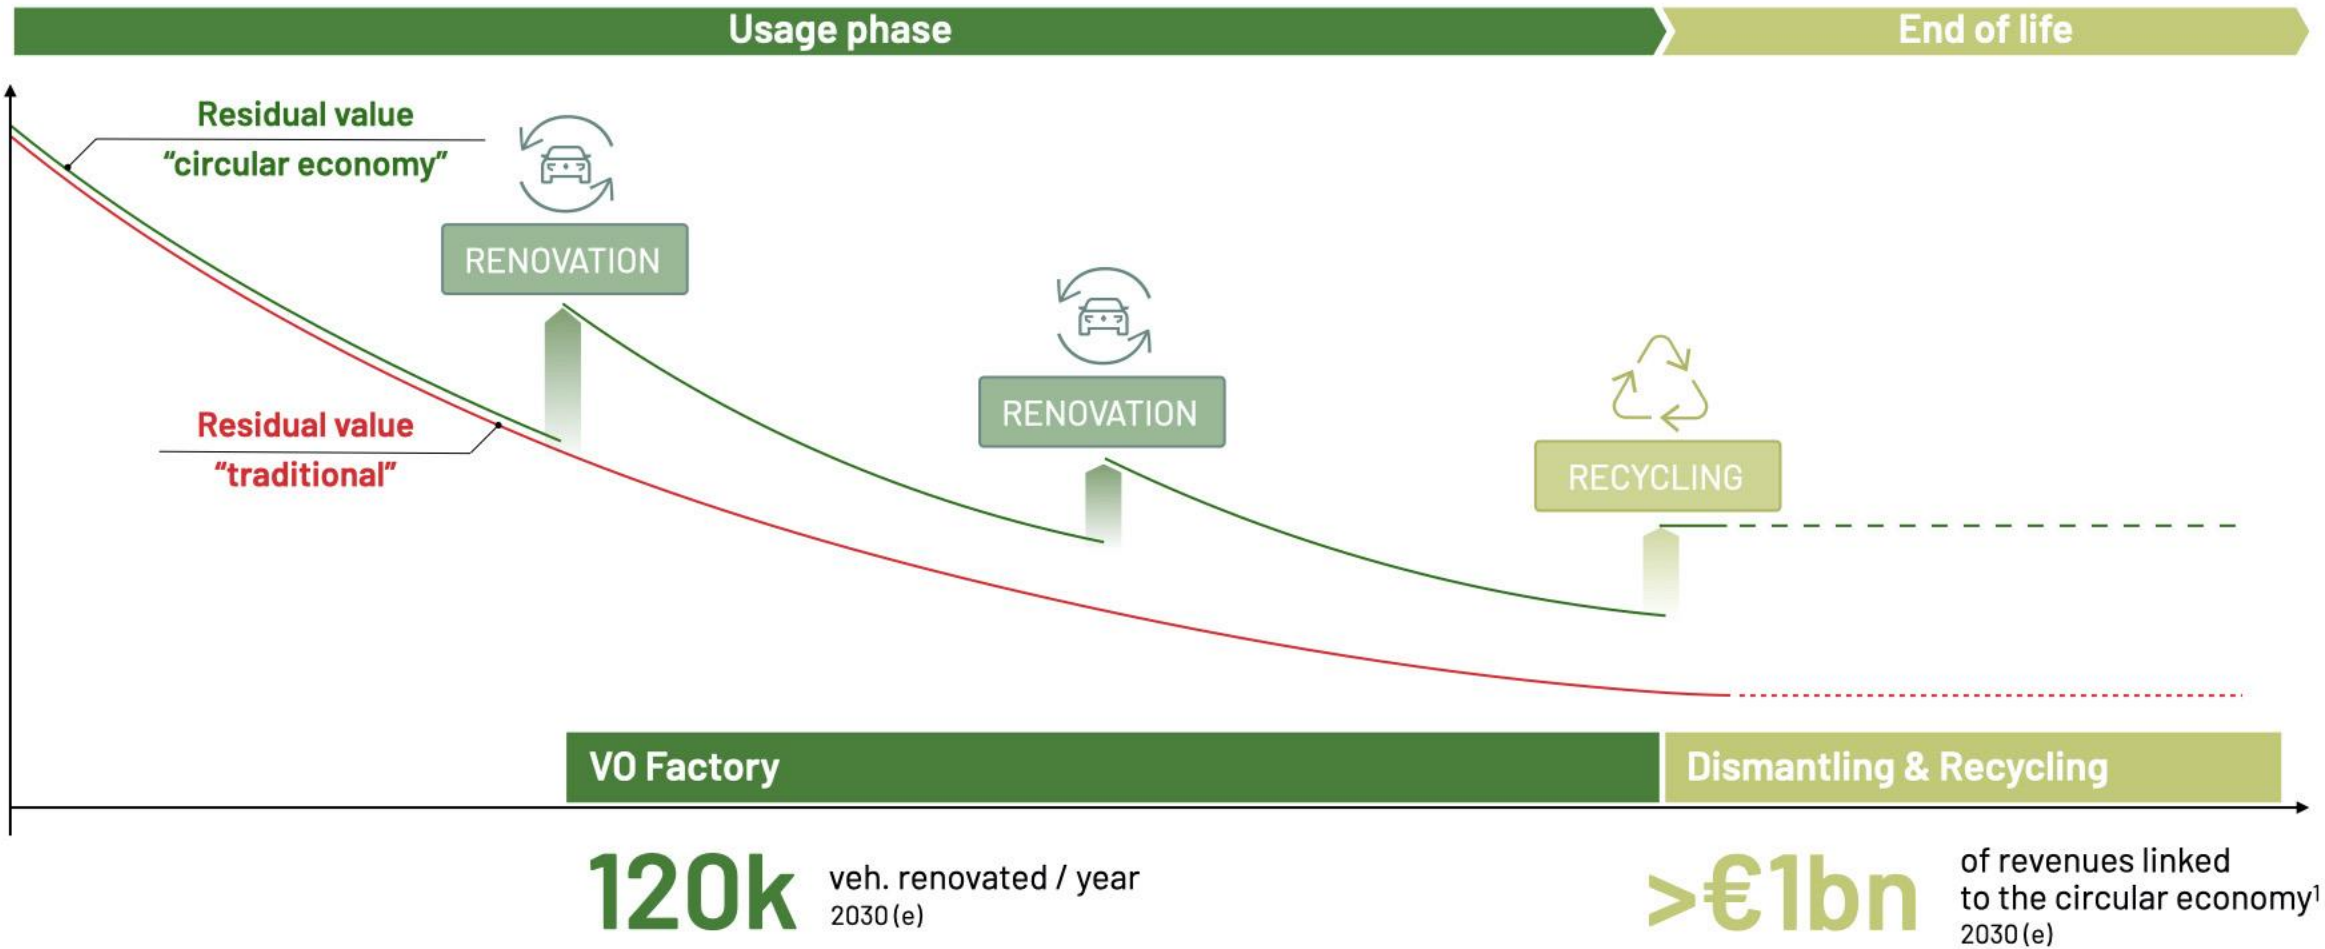 Usage phase
End of life
Residual value
“circular economy”
RENOVATION
RENOVATION
Residual value
“traditional”
RECYCLING
VO Factory
Dismantling & Recycling
120k
veh. renovated / year
2030 (e)
>€1bn
of revenues linked
to the circular economy¹
2030 (e)